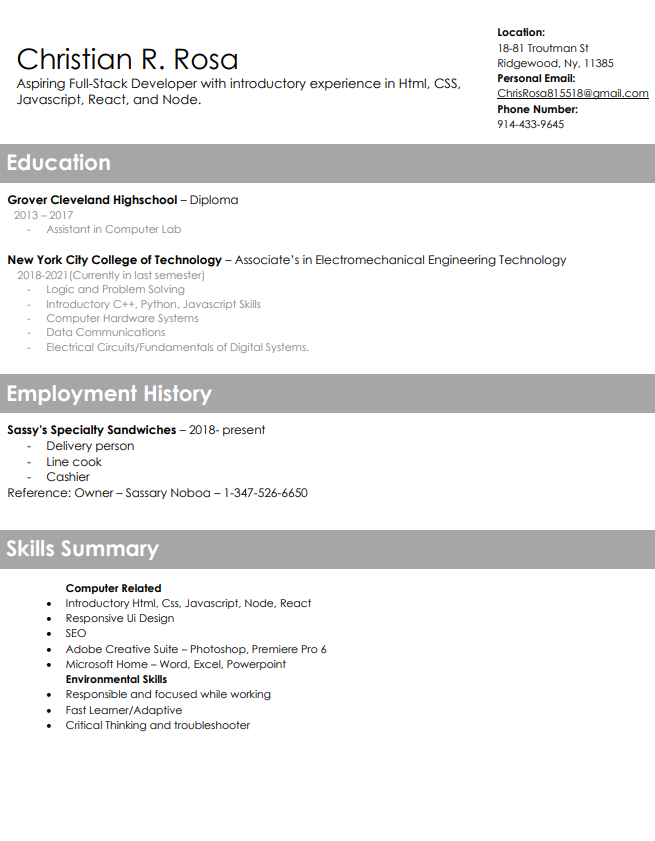 Christian R. Rosa
Aspiring Full-Stack Developer with introductory experience in Html, CSS,
Javascript, React, and Node.
Location:
18-81 Troutman St
Ridgewood, Ny, 11385
Personal Email:
ChrisRosa815518@gmail.com
Phone Number:
914-433-9645
Education
Grover Cleveland Highschool – Diploma
2013 – 2017
- Assistant in Computer Lab
New York City College of Technology – Associate’s in Electromechanical Engineering Technology
2018-2021(Currently in last semester)
- Logic and Problem Solving
- Introductory C++, Python, Javascript Skills
- Computer Hardware Systems
- Data Communications
- Electrical Circuits/Fundamentals of Digital Systems.
Employment History
Sassy’s Specialty Sandwiches – 2018- present
- Delivery person
- Line cook
- Cashier
Reference: Owner – Sassary Noboa – 1-347-526-6650
Skills Summary
Computer Related
• Introductory Html, Css, Javascript, Node, React
• Responsive Ui Design
• SEO
• Adobe Creative Suite – Photoshop, Premiere Pro 6
• Microsoft Home – Word, Excel, Powerpoint
Environmental Skills
• Responsible and focused while working
• Fast Learner/Adaptive
• Critical Thinking and troubleshooter